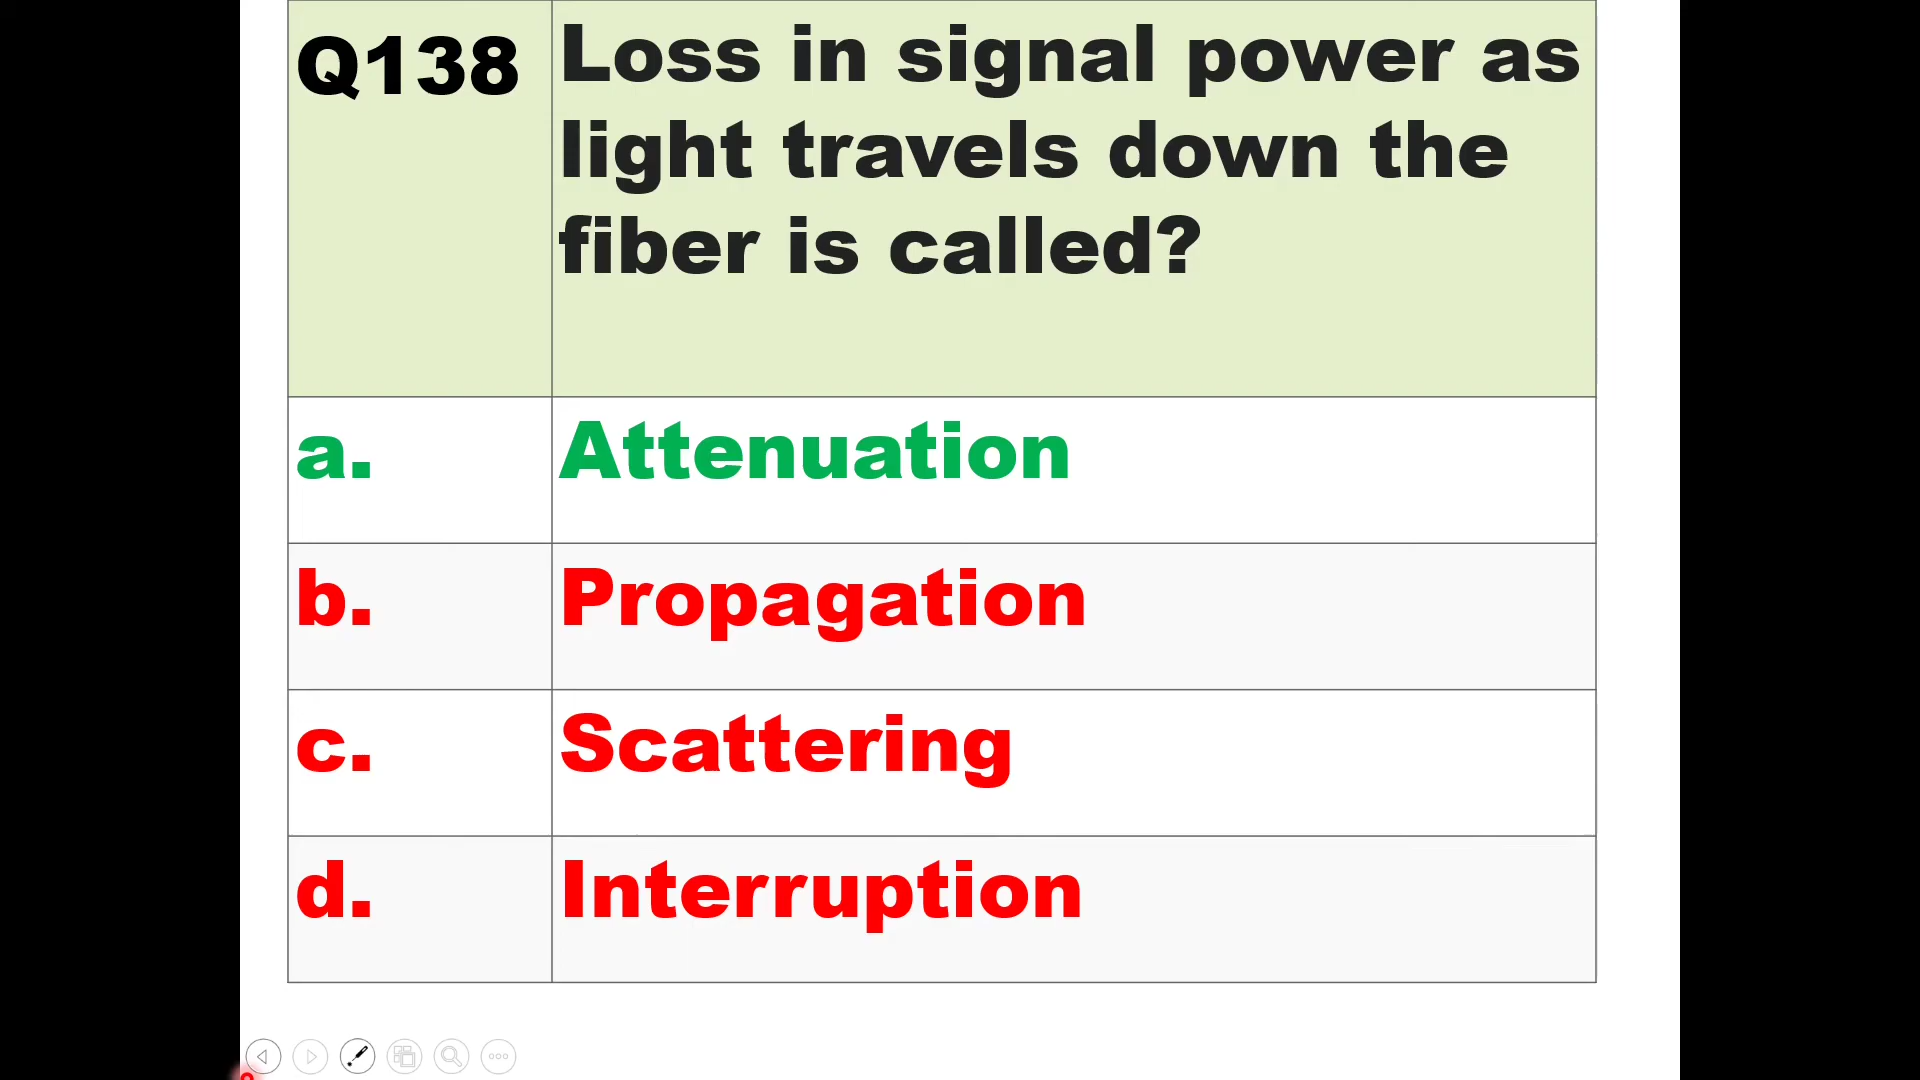 Q138
Loss in signal power as
light travels down the
fiber is called?
a. Attenuation
b. Propagation
c. Scattering
d. Interruption